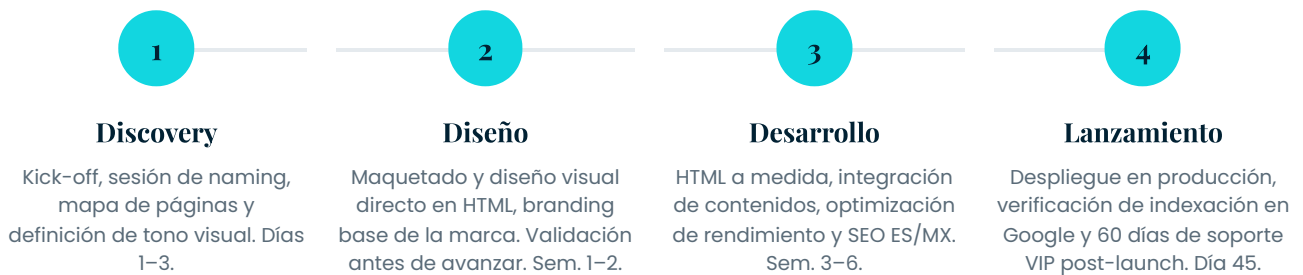 1
Discovery
Kick-off, sesión de naming,
mapa de páginas y
definición de tono visual. Días
1–3.
2
Diseño
Maquetado y diseño visual
directo en HTML, branding
base de la marca. Validación
antes de avanzar. Sem. 1–2.
3
Desarrollo
HTML a medida, integración
de contenidos, optimización
de rendimiento y SEO ES/MX.
Sem. 3–6.
4
Lanzamiento
Despliegue en producción,
verificación de indexación en
Google y 60 días de soporte
VIP post-launch. Día 45.